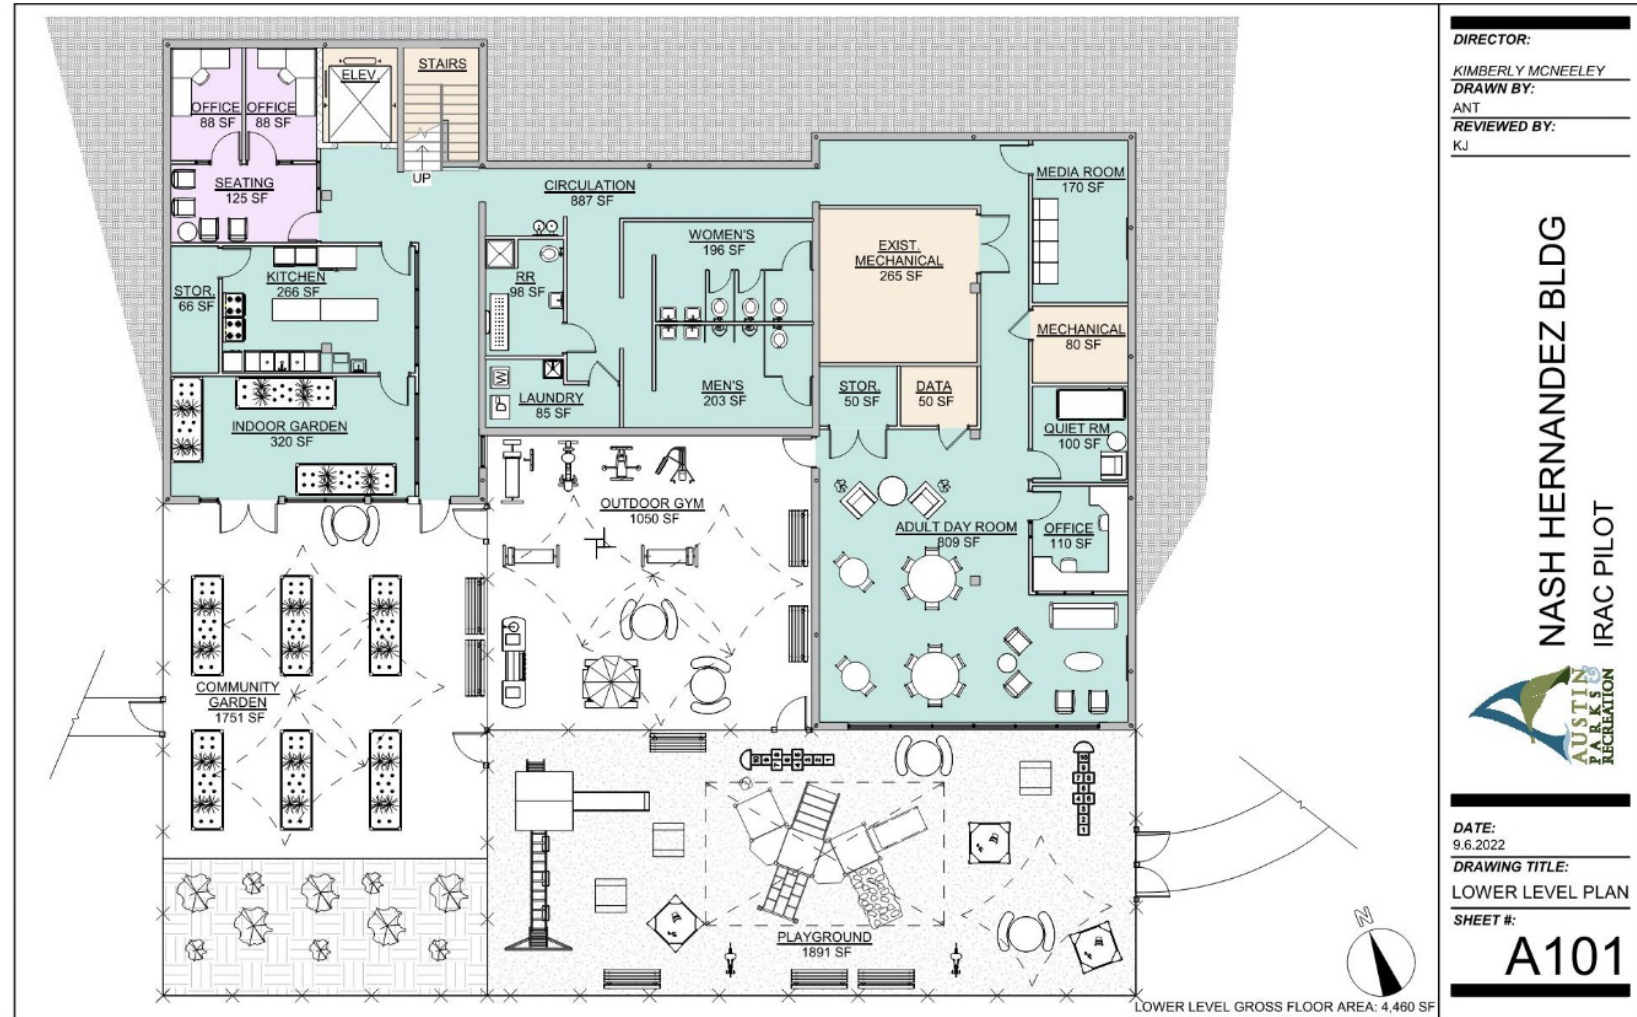 ELEV.
STAIRS
OFFICE
88 SF
OFFICE
88 SF
UP
SEATING
125 SF
CIRCULATION
887 SF
MEDIA ROOM
170 SF
WOMEN'S
196 SF
EXIST.
MECHANICAL
265 SF
KITCHEN
266 SF
STOR.
66 SF
RR
98 SF
MECHANICAL
80 SF
LAUNDRY
85 SF
W
D
MEN'S
203 SF
STOR.
50 SF
DATA
50 SF
INDOOR GARDEN
320 SF
QUIET RM
100 SF
OUTDOOR GYM
1050 SF
ADULT DAY ROOM
809 SF
OFFICE
110 SF
COMMUNITY
GARDEN
1751 SF
PLAYGROUND
1891 SF
N
LOWER LEVEL GROSS FLOOR AREA: 4,460 SF
DIRECTOR:
KIMBERLY MCNEELEY
DRAWN BY:
ANT
REVIEWED BY:
KJ
NASH HERNANDEZ BLDG
IRAC PILOT
AUSTIN
PARKS &
RECREATION
DATE:
9.6.2022
DRAWING TITLE:
LOWER LEVEL PLAN
SHEET #:
A101